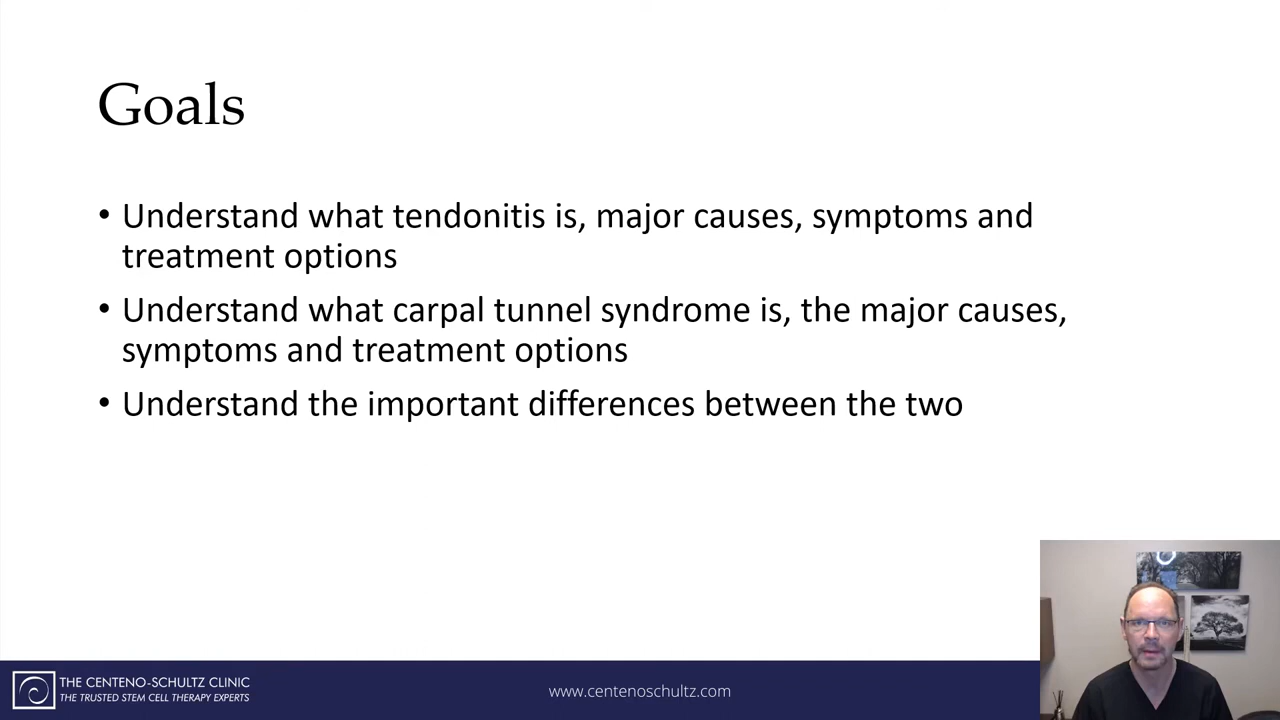 Goals
• Understand what tendonitis is, major causes, symptoms and
treatment options
• Understand what carpal tunnel syndrome is, the major causes,
symptoms and treatment options
• Understand the important differences between the two
THE CENTENO-SCHULTZ CLINIC
THE TRUSTED STEM CELL THERAPY EXPERTS
www.centenoschultz.com